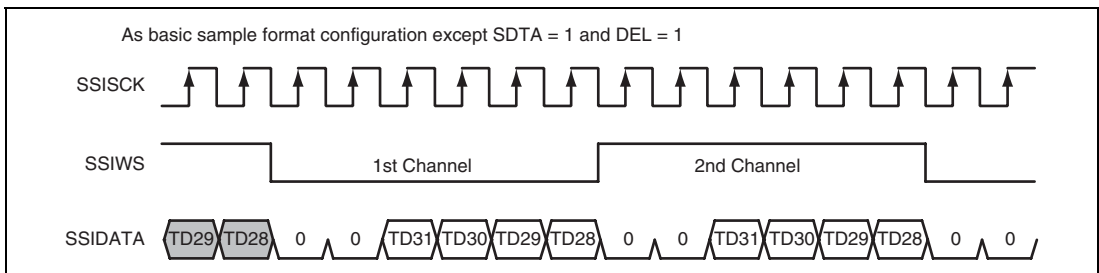 As basic sample format configuration except SDTA = 1 and DEL = 1
SSISCK
SSIWS 1st Channel 2nd Channel
SSIDATA TD29 TD28 0 0 TD31 TD30 TD29 TD28 0 0 TD31 TD30 TD29 TD28 0 0